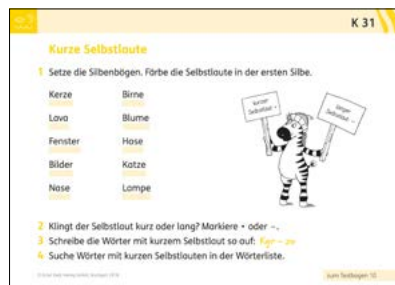 K 31
Kurze Selbstlaute
1 Setze die Silbenbögen. Färbe die Selbstlaute in der ersten Silbe.
Kerze Birne
Lava Blume
Fenster Hose
Bilder Katze
Nase Lampe
kurzer Selbstlaut •
langer Selbstlaut –
2 Klingt der Selbstlaut kurz oder lang? Markiere • oder –.
3 Schreibe die Wörter mit kurzem Selbstlaut so auf:
4 Suche Wörter mit kurzen Selbstlauten in der Wörterliste.
zum Testbogen 10